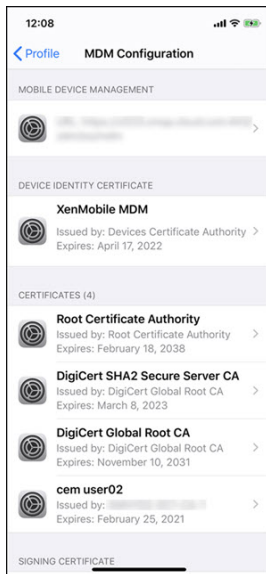 12:08
Profile
MDM Configuration
MOBILE DEVICE MANAGEMENT
DEVICE IDENTITY CERTIFICATE
XenMobile MDM
Issued by: Devices Certificate Authority
Expires: April 17, 2022
CERTIFICATES (4)
Root Certificate Authority
Issued by: Root Certificate Authority
Expires: February 18, 2038
DigiCert SHA2 Secure Server CA
Issued by: DigiCert Global Root CA
Expires: March 8, 2023
DigiCert Global Root CA
Issued by: DigiCert Global Root CA
Expires: November 10, 2031
cem user02
Issued by:
Expires: February 25, 2021
SIGNING CERTIFICATE